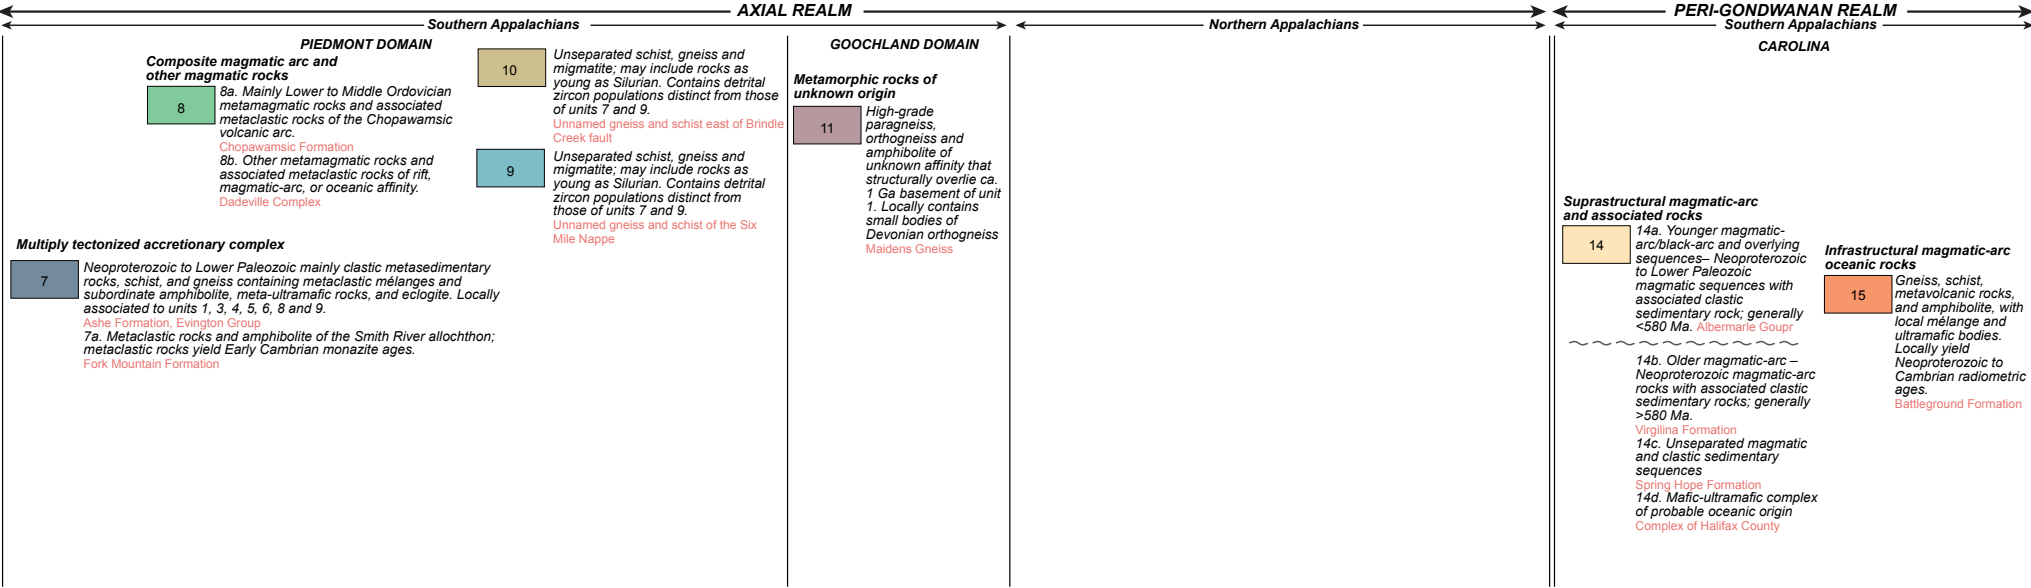 AXIAL REALM
PERI-GONDWANAN REALM
Southern Appalachians
Northern Appalachians
Southern Appalachians
PIEDMONT DOMAIN
Composite magmatic arc and
other magmatic rocks
8
8a. Mainly Lower to Middle Ordovician
metamagmatic rocks and associated
metaclastic rocks of the Chopawamsic
volcanic arc.
Chopawamsic Formation
8b. Other metamagmatic rocks and
associated metaclastic rocks of rift,
magmatic-arc, or oceanic affinity.
Dadeville Complex
10
Unseparated schist, gneiss and
migmatite; may include rocks as
young as Silurian. Contains detrital
zircon populations distinct from those
of units 7 and 9.
Unnamed gneiss and schist east of Brindle
Creek fault
9
Unseparated schist, gneiss and
migmatite; may include rocks as
young as Silurian. Contains detrital
zircon populations distinct from
those of units 7 and 9.
Unnamed gneiss and schist of the Six
Mile Nappe
Multiply tectonized accretionary complex
7
Neoproterozoic to Lower Paleozoic mainly clastic metasedimentary
rocks, schist, and gneiss containing metaclastic mélanges and
subordinate amphibolite, meta-ultramafic rocks, and eclogite. Locally
associated to units 1, 3, 4, 5, 6, 8 and 9.
Ashe Formation, Evington Group
7a. Metaclastic rocks and amphibolite of the Smith River allochthon;
metaclastic rocks yield Early Cambrian monazite ages.
Fork Mountain Formation
GOOCHLAND DOMAIN
Metamorphic rocks of
unknown origin
11
High-grade
paragneiss,
orthogneiss and
amphibolite of
unknown affinity that
structurally overlie ca.
1 Ga basement of unit
1. Locally contains
small bodies of
Devonian orthogneiss
Maidens Gneiss
CAROLINA
Suprastructural magmatic-arc
and associated rocks
14
14a. Younger magmatic-
arc/black-arc and overlying
sequences– Neoproterozoic
to Lower Paleozoic
magmatic sequences with
associated clastic
sedimentary rock; generally
<580 Ma. Albermarle Goupr
14b. Older magmatic-arc –
Neoproterozoic magmatic-arc
rocks with associated clastic
sedimentary rocks; generally
>580 Ma.
Virgilina Formation
14c. Unseparated magmatic
and clastic sedimentary
sequences
Spring Hope Formation
14d. Mafic-ultramafic complex
of probable oceanic origin
Complex of Halifax County
Infrastructural magmatic-arc
oceanic rocks
15
Gneiss, schist,
metavolcanic rocks,
and amphibolite, with
local mélange and
ultramafic bodies.
Locally yield
Neoproterozoic to
Cambrian radiometric
ages.
Battleground Formation